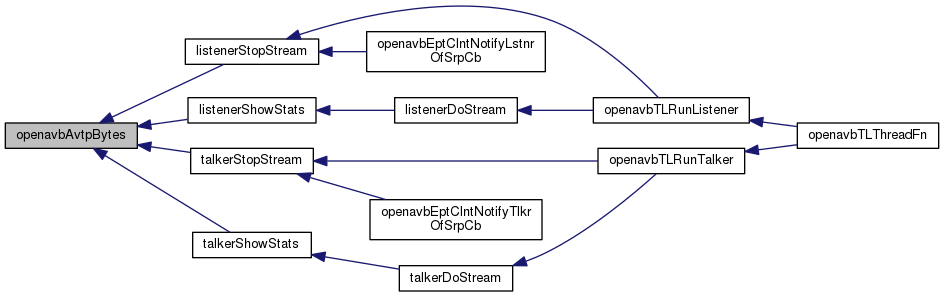 openavbAvtpBytes
listenerStopStream
openavbEptClntNotifyLstnr
OfSrpCb
listenerShowStats
listenerDoStream
openavbTLRunListener
openavbTLThreadFn
talkerStopStream
openavbTLRunTalker
openavbEptClntNotifyTlkr
OfSrpCb
talkerShowStats
talkerDoStream